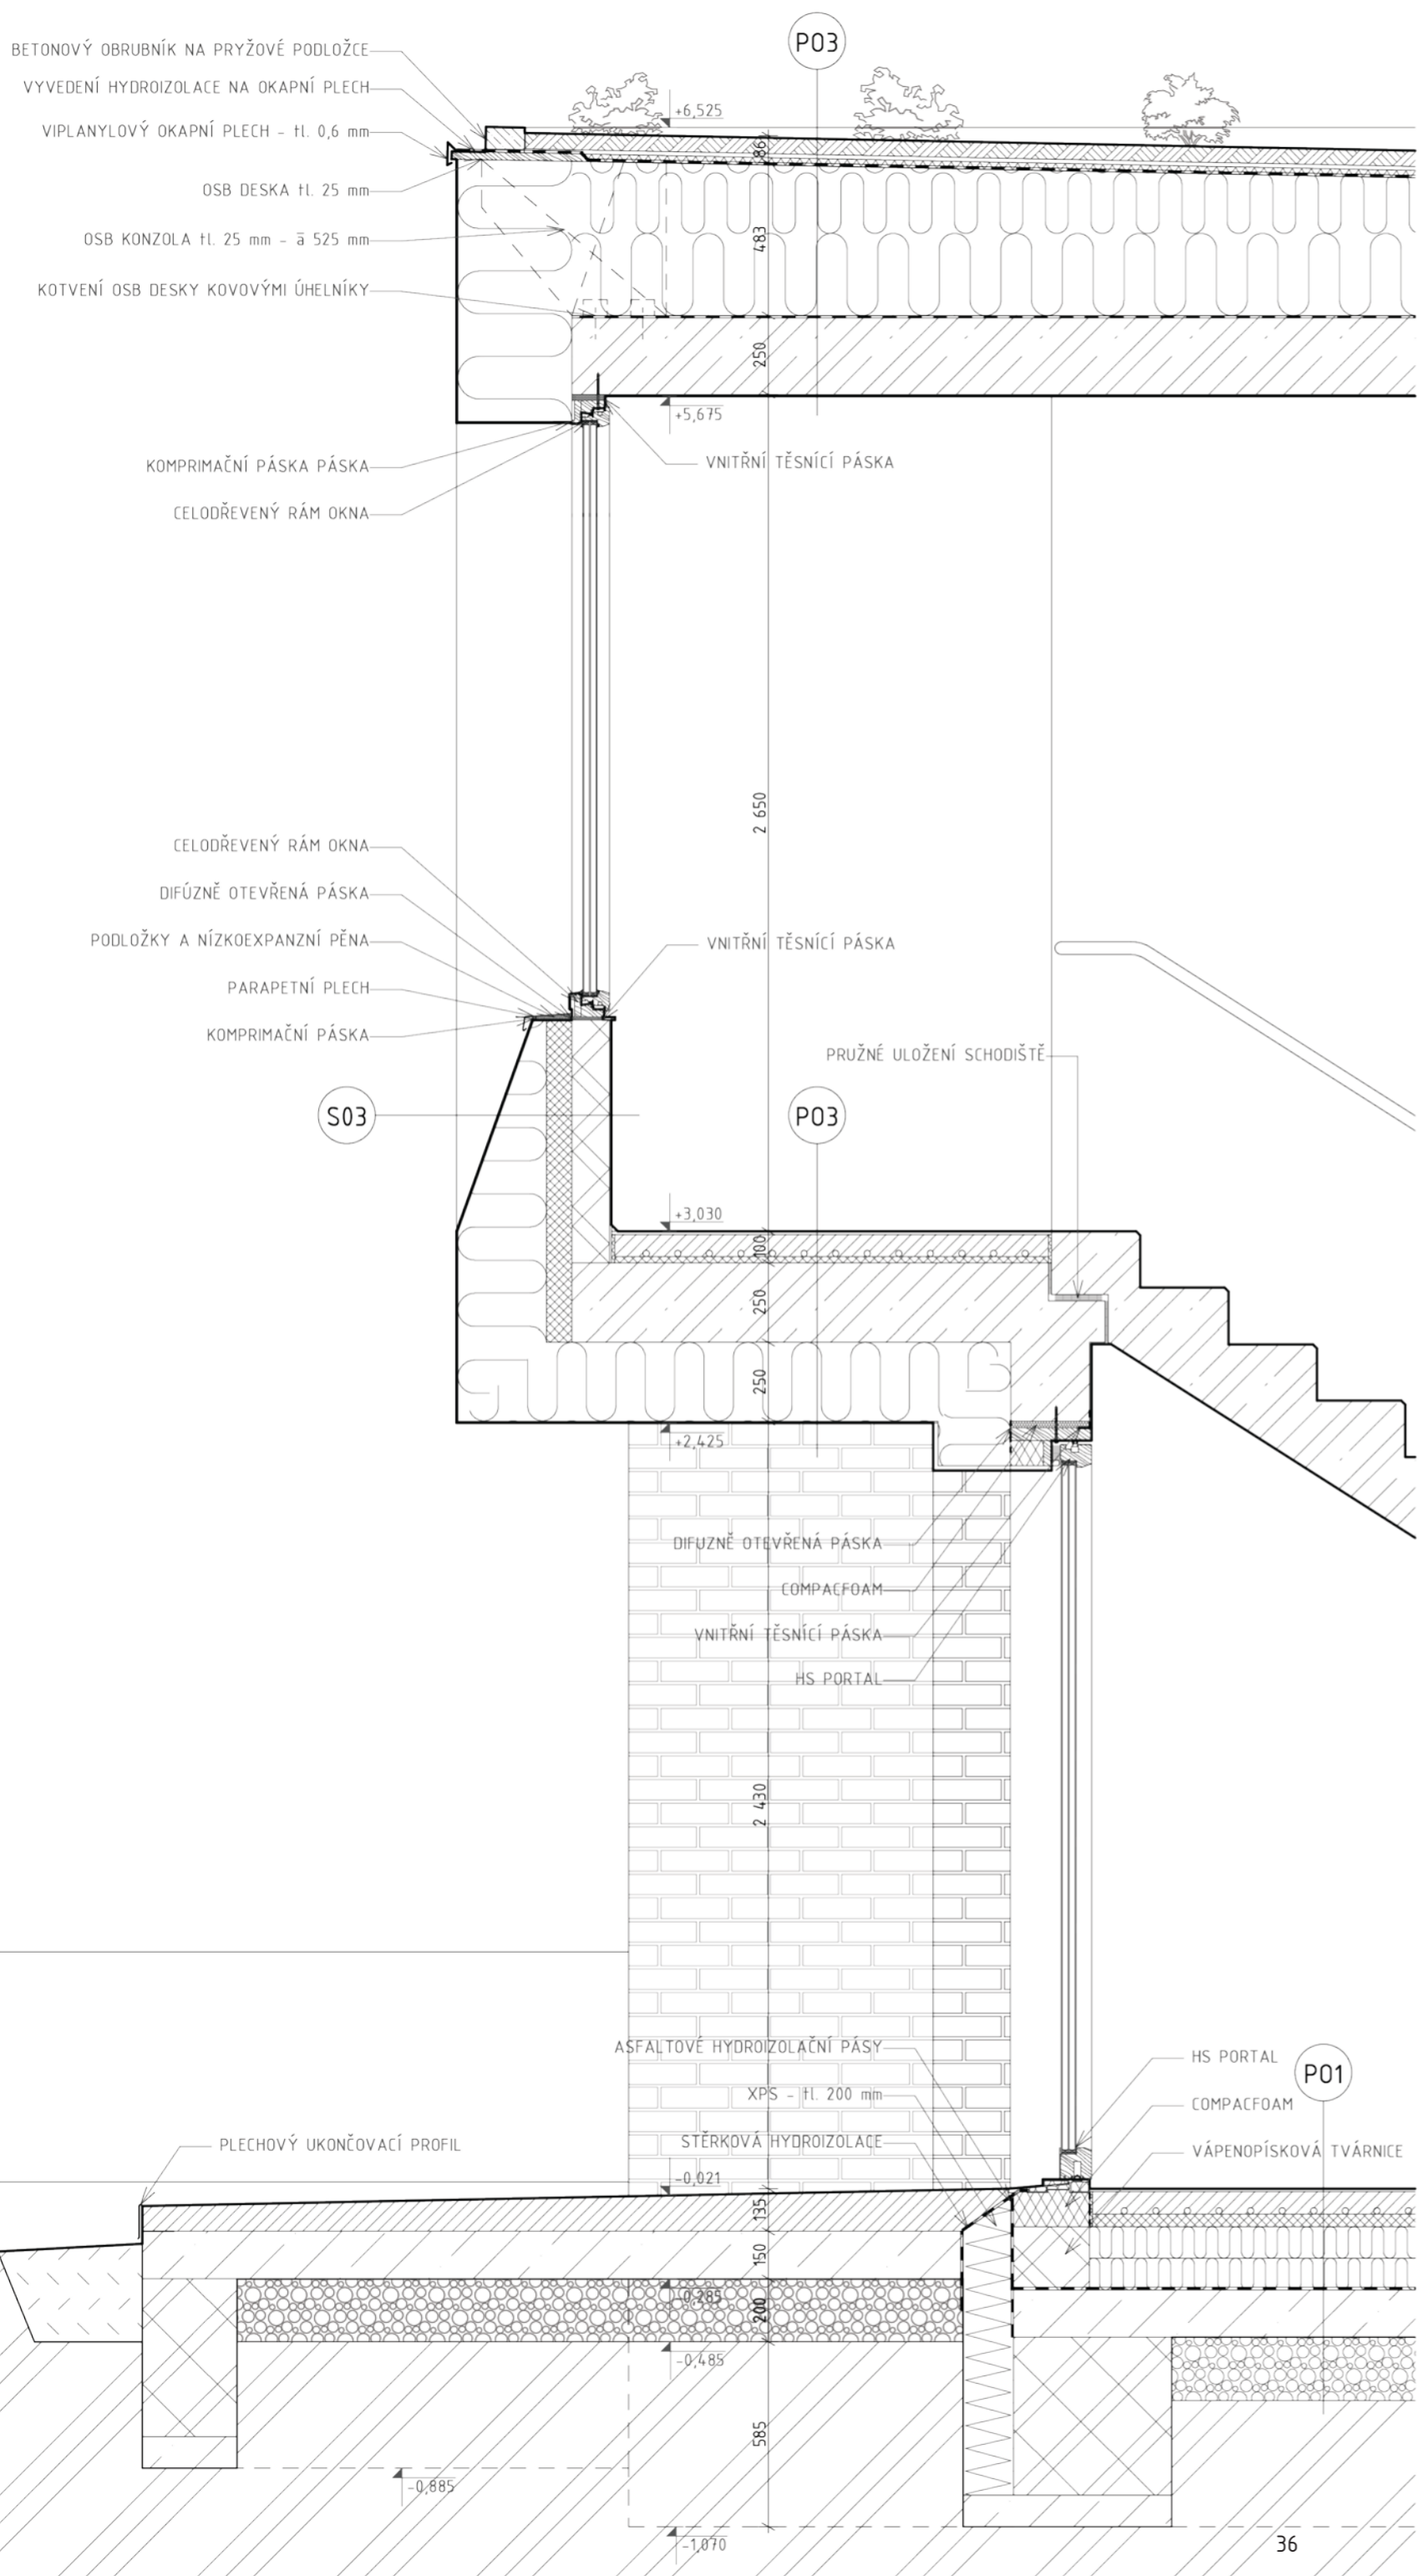 P03
BETONOVÝ OBRUBNÍK NA PRYŽOVÉ PODLOŽCE
VYVEDENÍ HYDROIZOLACE NA OKAPNÍ PLECH
+6,525
VIPLANYLOVÝ OKAPNÍ PLECH - tl. 0,6 mm
86
OSB DESKA tl. 25 mm
OSB KONZOLA tl. 25 mm - ā 525 mm
483
KOTVENÍ OSB DESKY KOVOVÝMI ÚHELNÍKY
250
+5,675
KOMPRIMAČNÍ PÁSKA PÁSKA
VNITŘNÍ TĚSNÍCÍ PÁSKA
CELODŘEVENÝ RÁM OKNA
2 650
CELODŘEVENÝ RÁM OKNA
DIFÚZNĚ OTEVŘENÁ PÁSKA
PODLOŽKY A NÍZKOEXPANZNÍ PĚNA
VNITŘNÍ TĚSNÍCÍ PÁSKA
PARAPETNÍ PLECH
KOMPRIMAČNÍ PÁSKA
PRUŽNÉ ULOŽENÍ SCHODIŠTĚ
S03
P03
+3,030
100
250
250
+2,425
DIFUZNĚ OTEVŘENÁ PÁSKA
COMPACFOAM
VNITŘNÍ TĚSNÍCÍ PÁSKA
HS PORTAL
2 430
ASFALTOVÉ HYDROIZOLAČNÍ PÁSY
HS PORTAL
P01
XPS - tl. 200 mm
COMPACFOAM
STĚRKOVÁ HYDROIZOLACE
PLECHOVÝ UKONČOVACÍ PROFIL
VÁPENOPÍSKOVÁ TVÁRNICE
-0,021
135
150
-0,285
200
-0,485
585
-0,885
-1,070
36